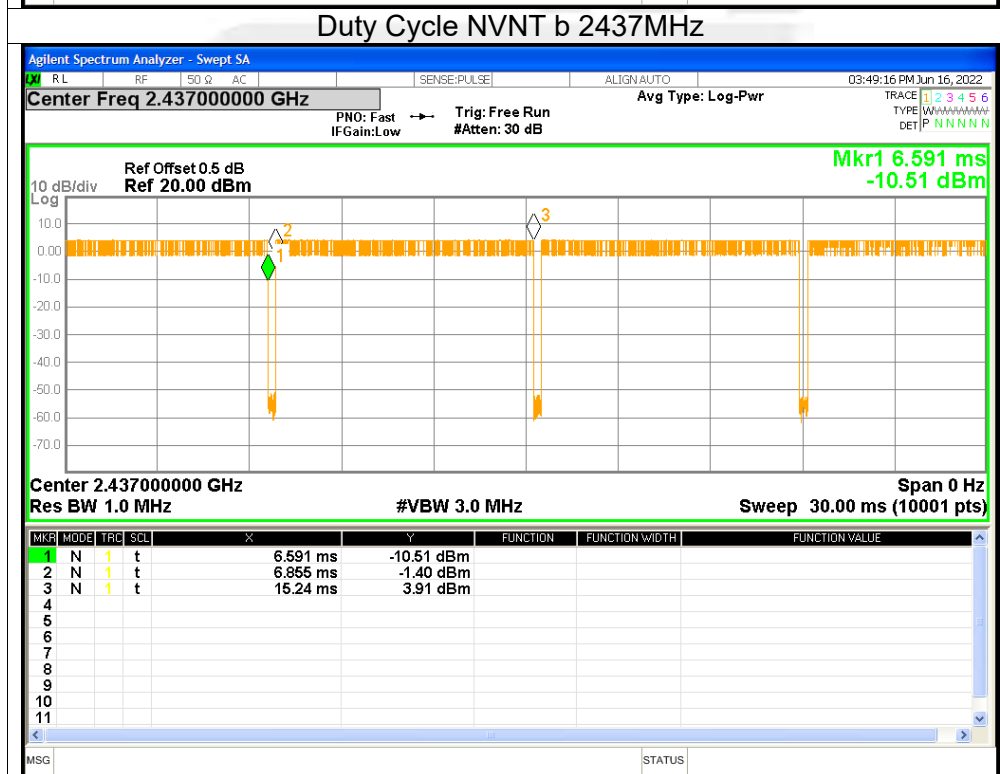 Duty Cycle NVNT b 2437MHz
Agilent Spectrum Analyzer - Swept SA
LXI RL RF 50 Ω AC SENSE:PULSE ALIGN AUTO 03:49:16 PM Jun 16, 2022
Center Freq 2.437000000 GHz Avg Type: Log-Pwr TRACE 1 2 3 4 5 6
PNO: Fast Trig: Free Run TYPE WWWWWWW
IFGain:Low #Atten: 30 dB DET P N N N N N
Mkr1 6.591 ms
Ref Offset 0.5 dB
10 dB/div Ref 20.00 dBm -10.51 dBm
Log
10.0
0.00
-10.0
-20.0
-30.0
-40.0
-50.0
-60.0
-70.0
1
2
3
Center 2.437000000 GHz Span 0 Hz
Res BW 1.0 MHz #VBW 3.0 MHz Sweep 30.00 ms (10001 pts)
MKR MODE TRC SCL X Y FUNCTION FUNCTION WIDTH FUNCTION VALUE
1 N 1 t 6.591 ms -10.51 dBm
2 N 1 t 6.855 ms -1.40 dBm
3 N 1 t 15.24 ms 3.91 dBm
4
5
6
7
8
9
10
11
MSG STATUS